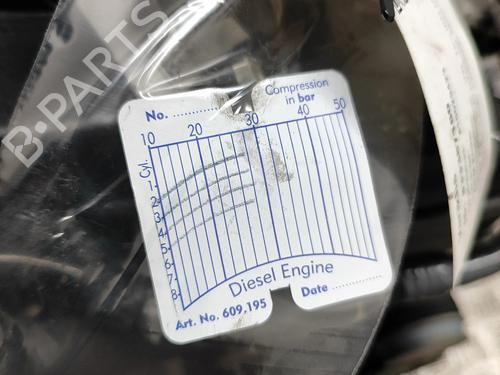 B-PARTS
No. ............
Compression
in bar
10 20 30 40 50
Cyl.
1
2
3
4
5
6
7
8
Diesel Engine
Art. No. 609,195
Date ................